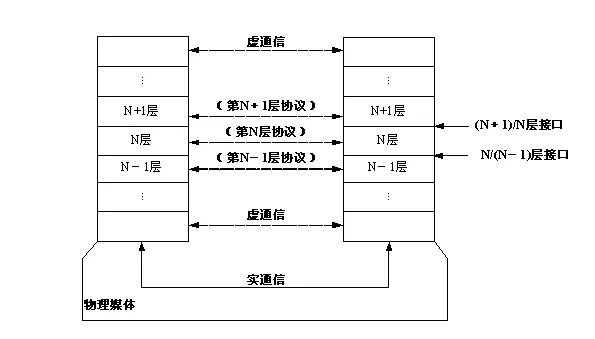 虚通信
⋮ ⋮
N+1层 （第N+1层协议） N+1层
(N+1)/N层接口
N层 （第N层协议） N层
N/(N-1)层接口
N-1层 （第N-1层协议） N-1层
⋮ ⋮
虚通信
实通信
物理媒体